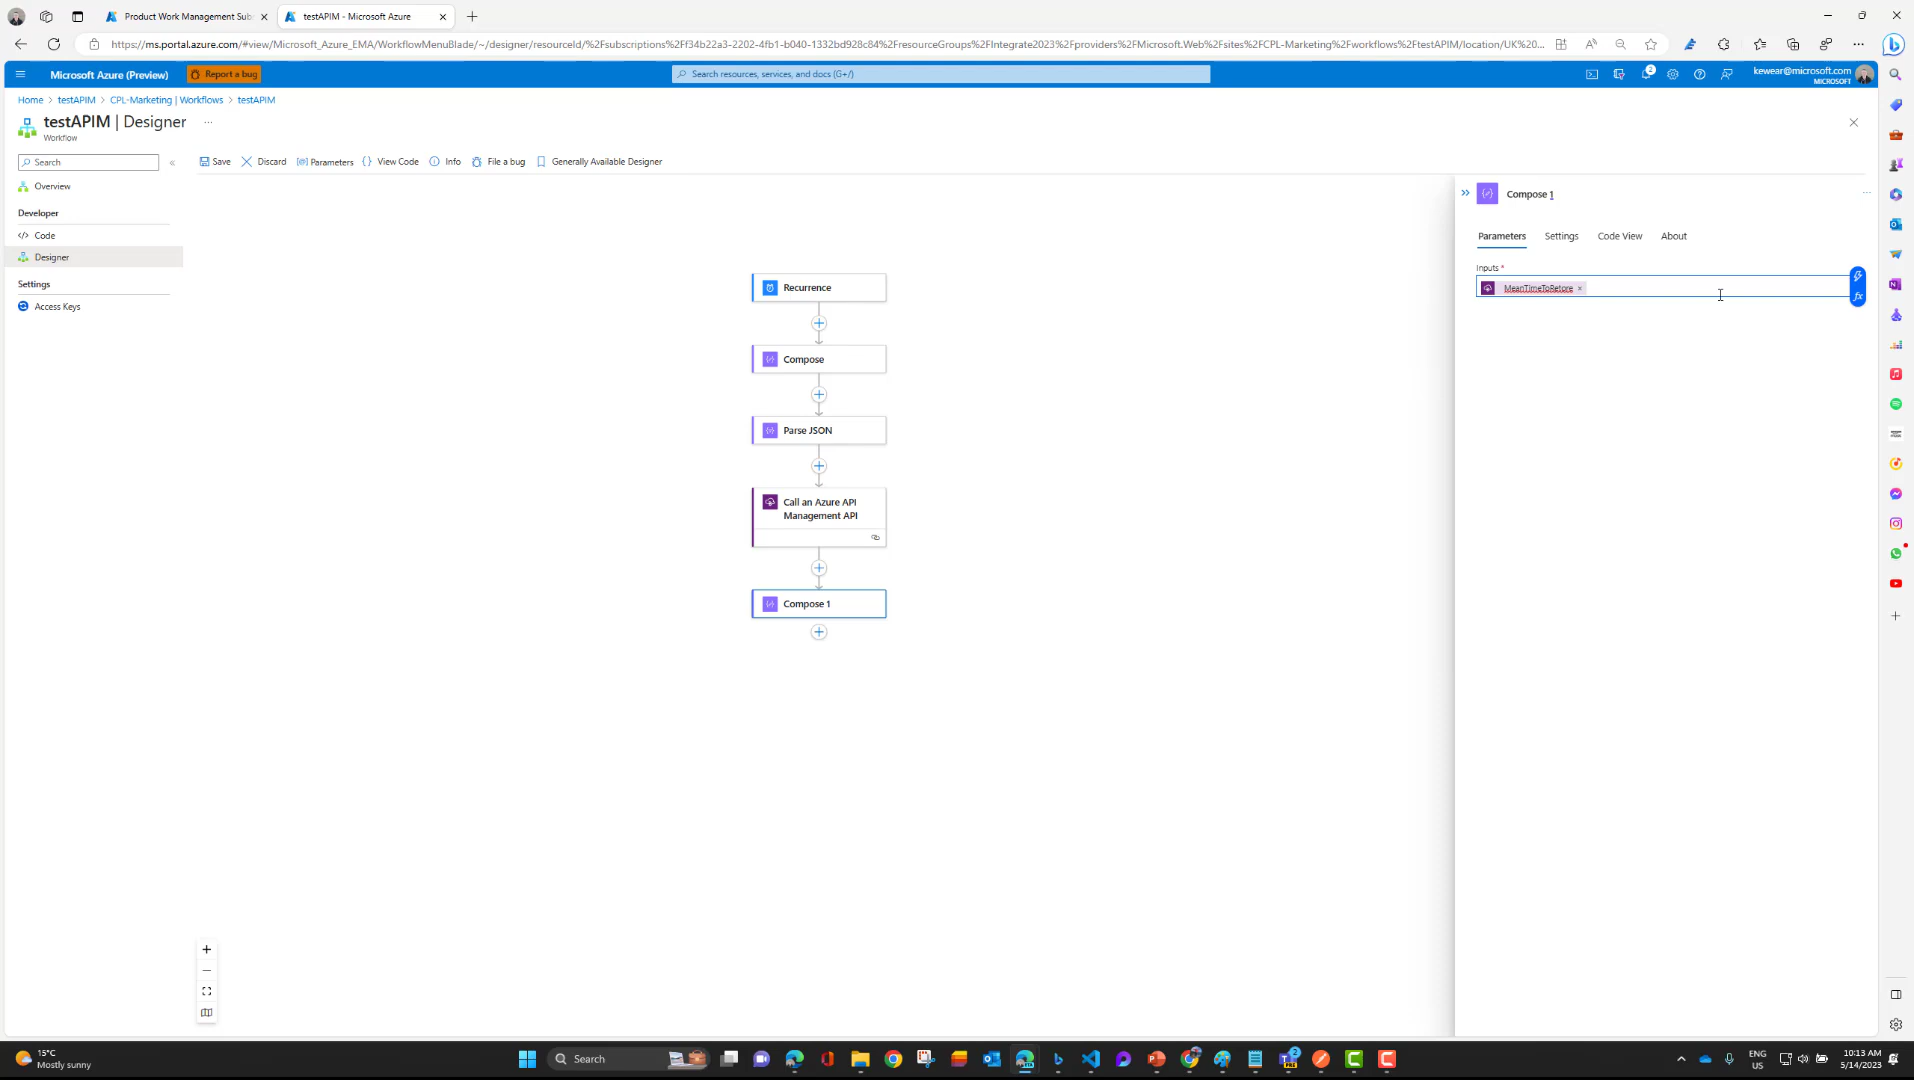 Product Work Management Sub
testAPIM - Microsoft Azure
https://ms.portal.azure.com/#view/Microsoft_Azure_EMA/WorkflowMenuBlade/~/designer/resourceId/%2Fsubscriptions%2Ff34b22a3-2202-4fb1-b040-1332bd928c84%2FresourceGroups%2FIntegrate2023%2Fproviders%2FMicrosoft.Web%2Fsites%2FCPL-Marketing%2Fworkflows%2FtestAPIM/location/UK%20...
Microsoft Azure (Preview)
Report a bug
Search resources, services, and docs (G+/)
2
kewear@microsoft.com
MICROSOFT
Home > testAPIM > CPL-Marketing | Workflows > testAPIM
testAPIM | Designer ...
Workflow
Search
«
Save
Discard
Parameters
View Code
Info
File a bug
Generally Available Designer
Overview
Developer
Code
Designer
Settings
Access Keys
Recurrence
Compose
Parse JSON
Call an Azure API
Management API
Compose 1
Compose 1
Parameters
Settings
Code View
About
Inputs *
MeanTimeToRetore ×
fx
15°C
Mostly sunny
Search
2
ENG
US
10:13 AM
5/14/2023